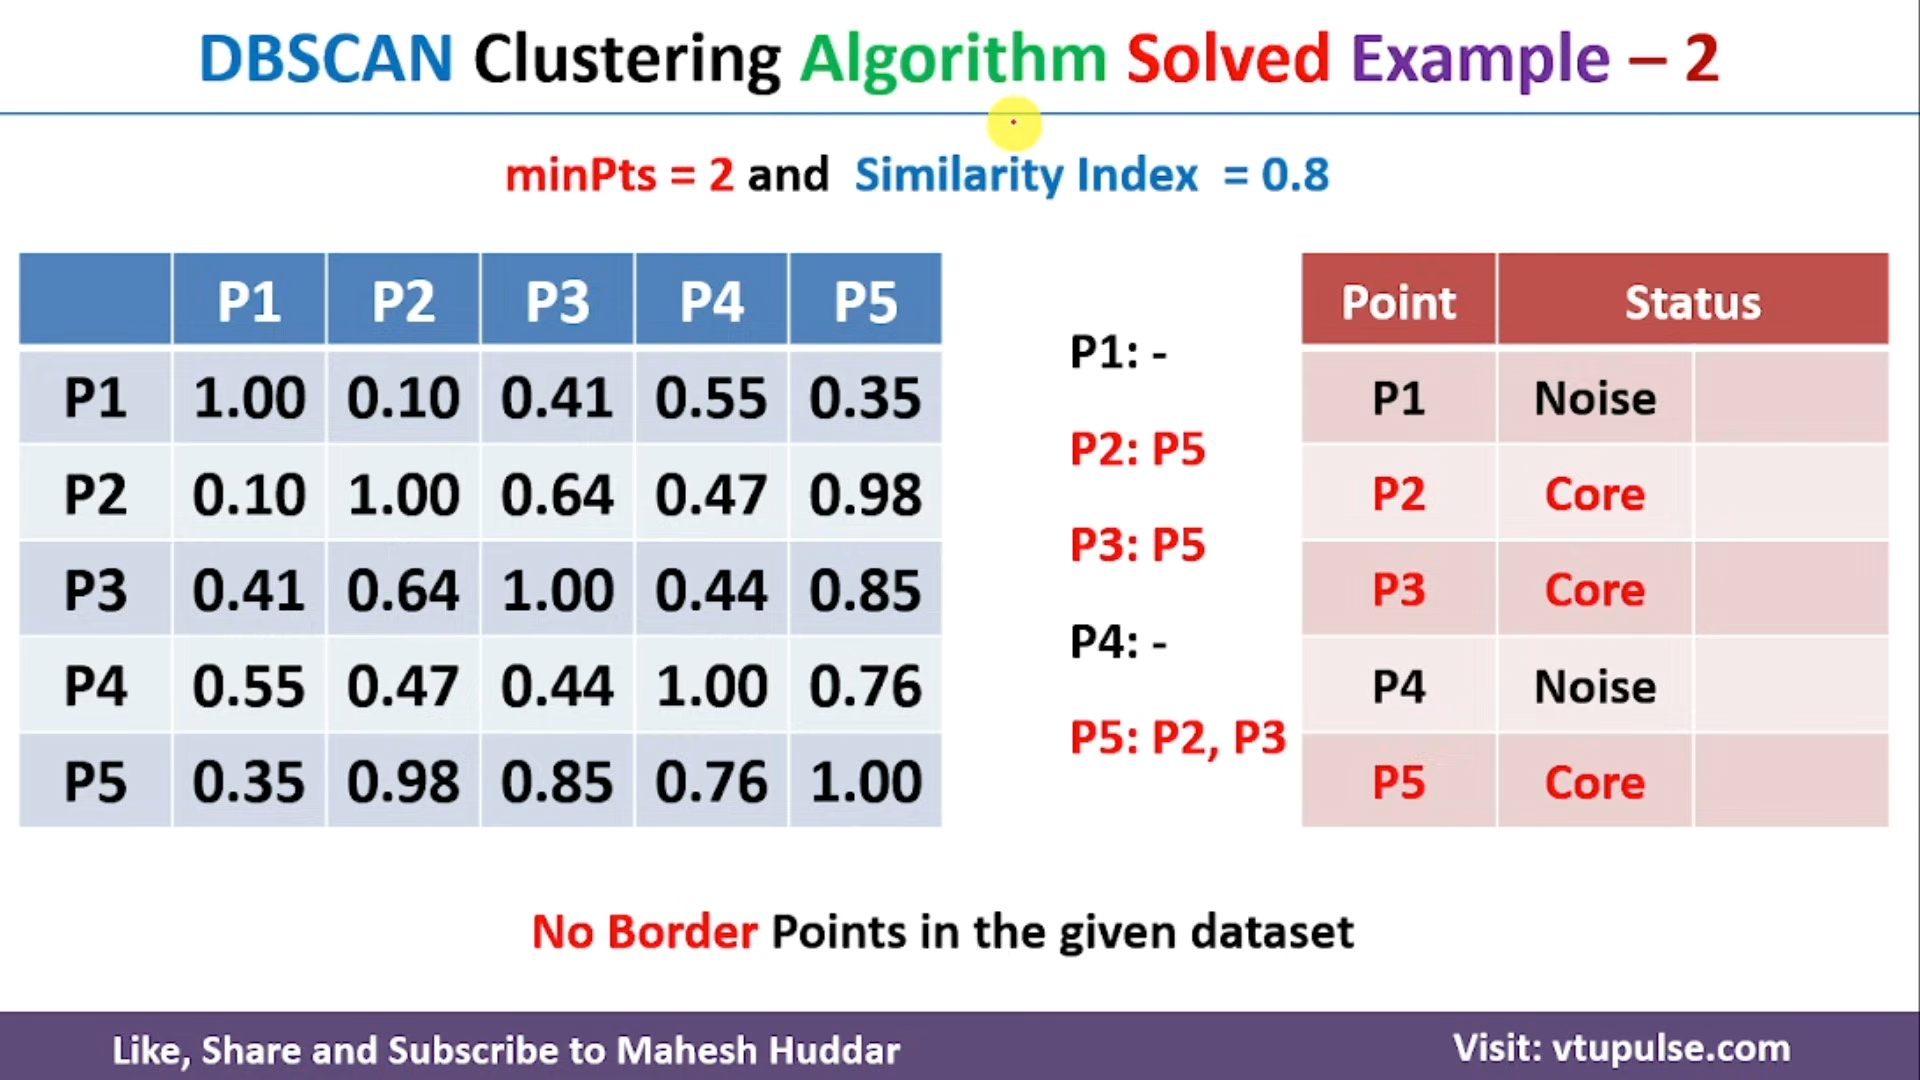 DBSCAN Clustering Algorithm Solved Example – 2
minPts = 2 and Similarity Index = 0.8
P1 P2 P3 P4 P5
P1 1.00 0.10 0.41 0.55 0.35
P2 0.10 1.00 0.64 0.47 0.98
P3 0.41 0.64 1.00 0.44 0.85
P4 0.55 0.47 0.44 1.00 0.76
P5 0.35 0.98 0.85 0.76 1.00
P1: -
P2: P5
P3: P5
P4: -
P5: P2, P3
Point Status
P1 Noise
P2 Core
P3 Core
P4 Noise
P5 Core
No Border Points in the given dataset
Like, Share and Subscribe to Mahesh Huddar
Visit: vtupulse.com